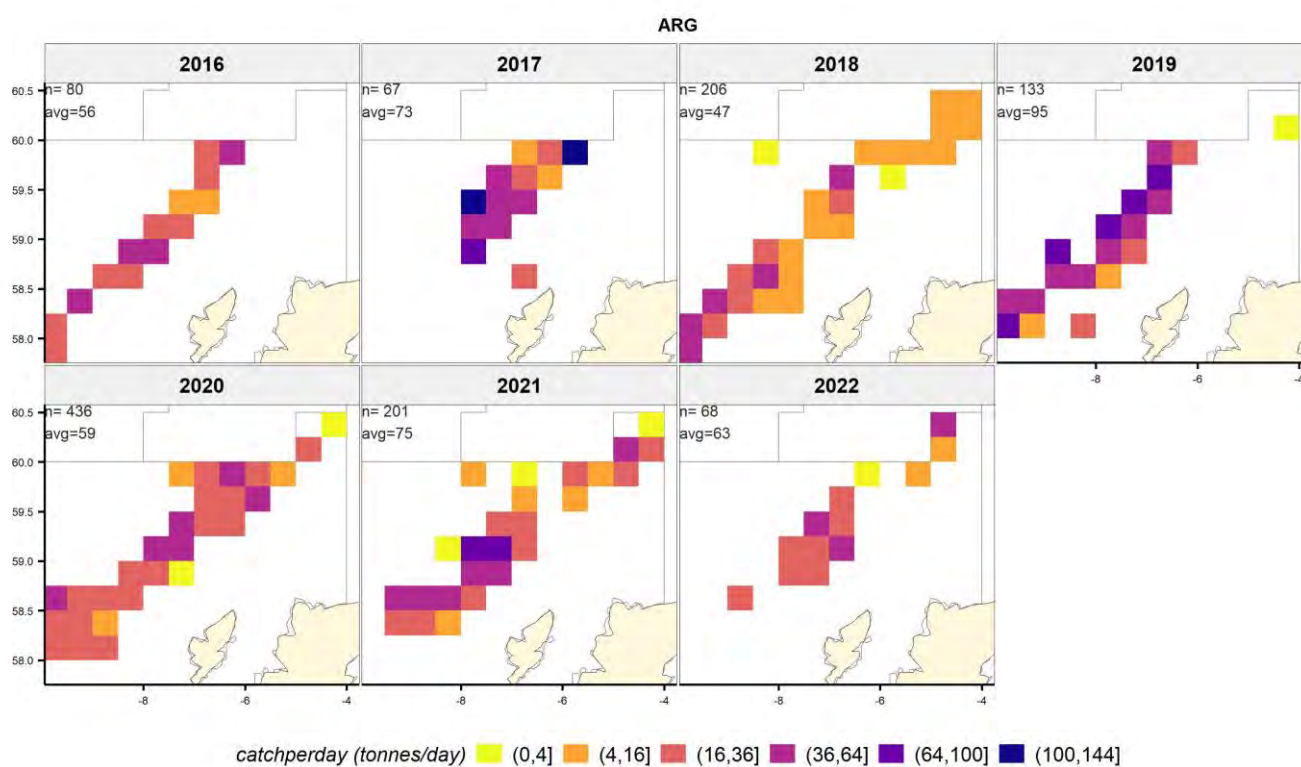 ARG
2016 2017 2018 2019
n= 80 n= 67 n= 206 n= 133
avg=56 avg=73 avg=47 avg=95
60.5
60.0
59.5
59.0
58.5
58.0
-8 -6 -4
2020 2021 2022
n= 436 n= 201 n= 68
avg=59 avg=75 avg=63
60.5
60.0
59.5
59.0
58.5
58.0
-8 -6 -4 -8 -6 -4 -8 -6 -4
catchperday (tonnes/day) (0,4] (4,16] (16,36] (36,64] (64,100] (100,144]